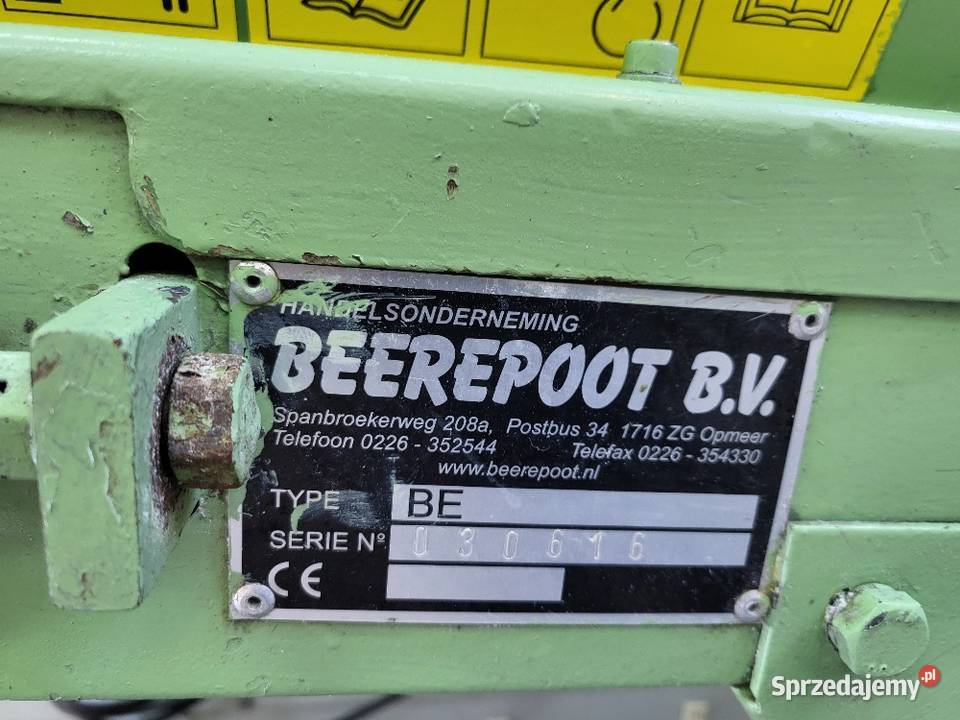 HANDELSONDERNEMING
BEEREPOOT B.V.
Spanbroekerweg 208a, Postbus 34 1716 ZG Opmeer
Telefoon 0226 - 352544 Telefax 0226 - 354330
www.beerepoot.nl
TYPE BE
SERIE Nº 030616
CE
Sprzedajemy.pl